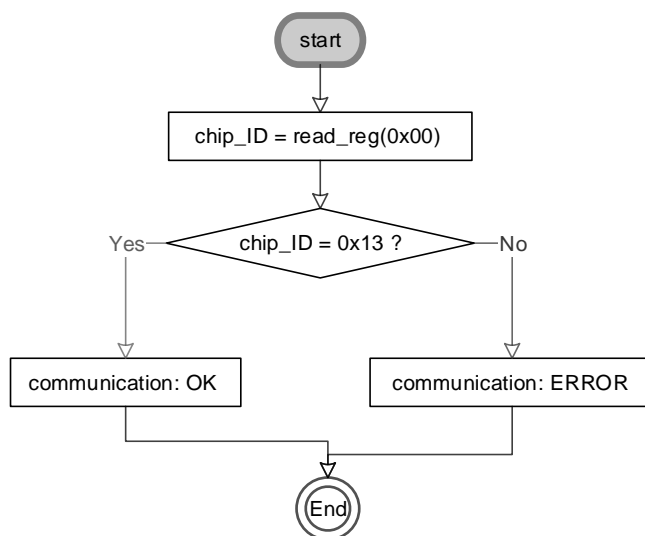 start
chip_ID = read_reg(0x00)
chip_ID = 0x13 ?
Yes
No
communication: OK
communication: ERROR
End